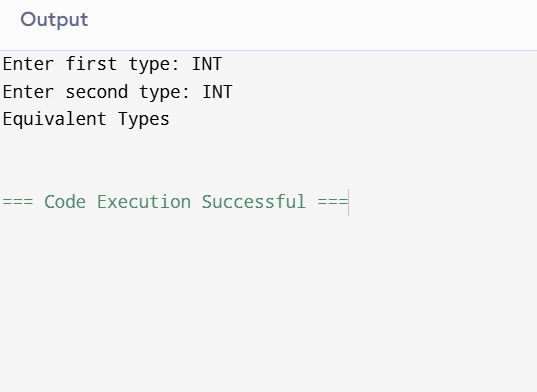 Output
Enter first type: INT
Enter second type: INT
Equivalent Types
=== Code Execution Successful ===